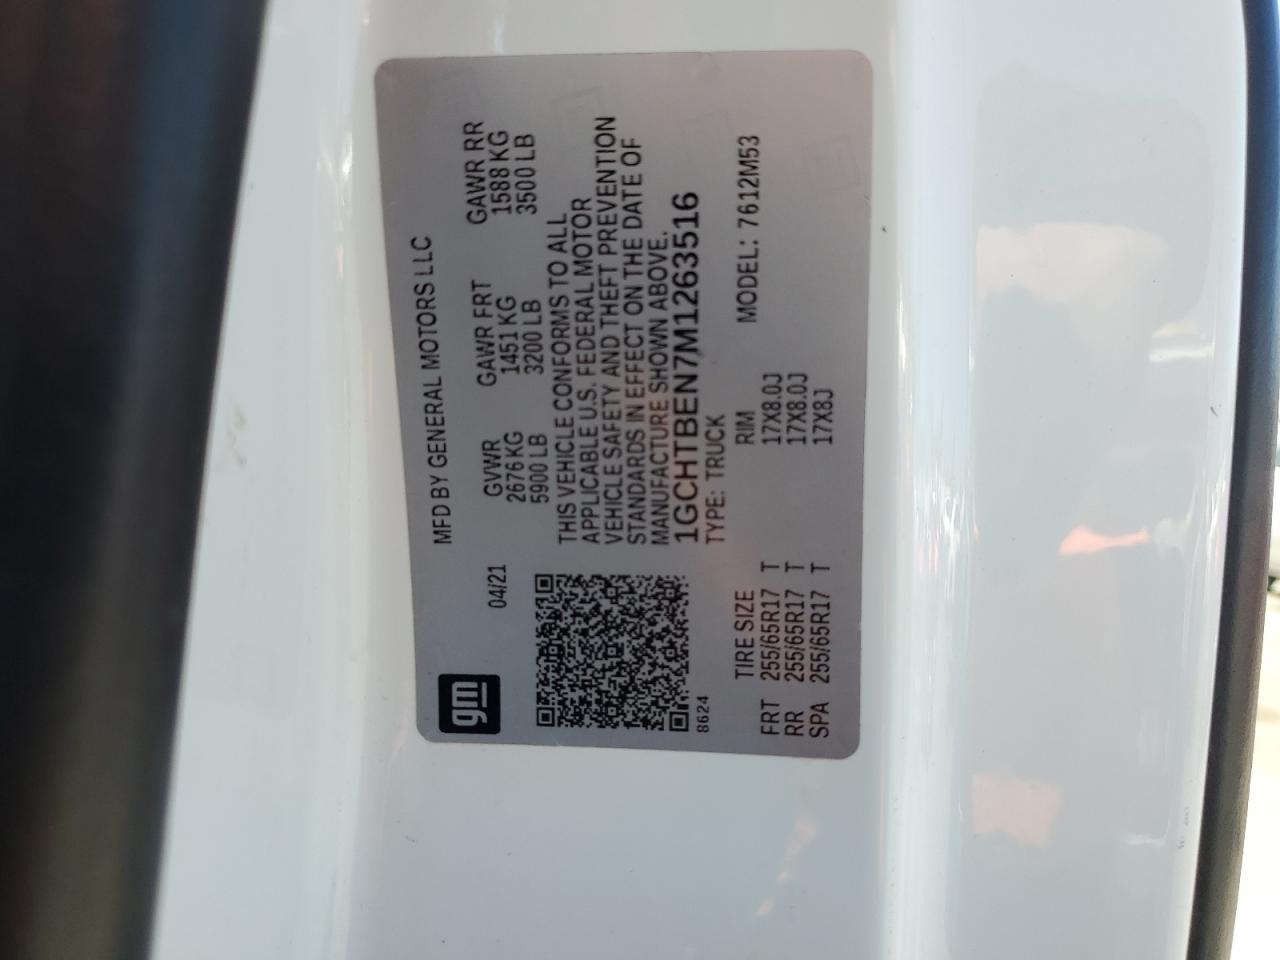 gm
MFD BY GENERAL MOTORS LLC
04/21
GVWR GAWR FRT GAWR RR
2676 KG 1451 KG 1588 KG
5900 LB 3200 LB 3500 LB
THIS VEHICLE CONFORMS TO ALL
APPLICABLE U.S. FEDERAL MOTOR
VEHICLE SAFETY AND THEFT PREVENTION
STANDARDS IN EFFECT ON THE DATE OF
MANUFACTURE SHOWN ABOVE.
1GCHTBEN7M1263516
8624
TYPE: TRUCK
TIRE SIZE RIM MODEL: 7612M53
FRT 255/65R17 T 17X8.0J
RR 255/65R17 T 17X8.0J
SPA 255/65R17 T 17X8J